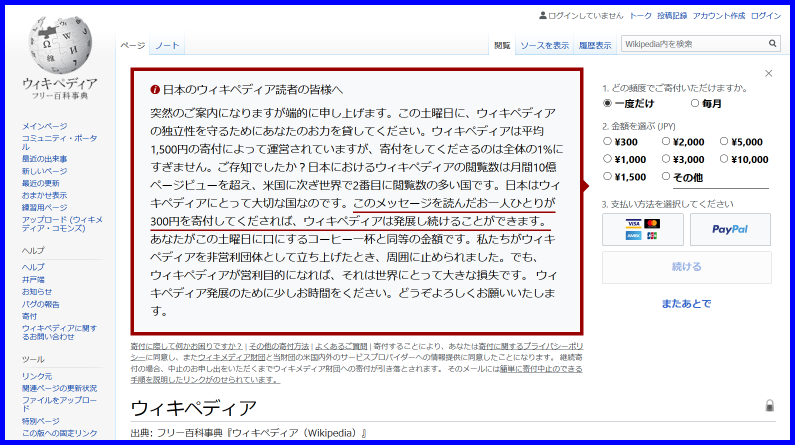 ログインしていません トーク 投稿記録 アカウント作成 ログイン
ウィキペディア
フリー百科事典
メインページ
コミュニティ・ポータ
ル
最近の出来事
新しいページ
最近の更新
おまかせ表示
練習用ページ
アップロード (ウィキメ
ディア・コモンズ)
ヘルプ
ヘルプ
井戸端
お知らせ
バグの報告
寄付
ウィキペディアに関す
るお問い合わせ
ツール
リンク元
関連ページの更新状況
ファイルをアップロー
ド
特別ページ
この版への固定リンク
ページ ノート 閲覧 ソースを表示 履歴表示 Wikipedia内を検索
日本のウィキペディア読者の皆様へ
突然のご案内になりますが端的に申し上げます。この土曜日に、ウィキペディア
の独立性を守るためにあなたのお力を貸してください。ウィキペディアは平均
1,500円の寄付によって運営されていますが、寄付をしてくださるのは全体の1%に
すぎません。ご存知でしたか？日本におけるウィキペディアの閲覧数は月間10億
ページビューを超え、米国に次ぎ世界で2番目に閲覧数の多い国です。日本はウィ
キペディアにとって大切な国なのです。このメッセージを読んだお一人ひとりが
300円を寄付してくだされば、ウィキペディアは発展し続けることができます。
あなたがこの土曜日に口にするコーヒー一杯と同等の金額です。私たちがウィキ
ペディアを非営利団体として立ち上げたとき、周囲に止められました。でも、
ウィキペディアが営利目的になれば、それは世界にとって大きな損失です。 ウィ
キペディア発展のために少しお時間をください。どうぞよろしくお願いいたしま
す。
1. どの頻度でご寄付いただけますか。
一度だけ 毎月
2. 金額を選ぶ (JPY)
¥300 ¥2,000 ¥5,000
¥1,000 ¥3,000 ¥10,000
¥1,500 その他
3. 支払い方法を選択してください
VISA AMEX JCB PayPal
続ける
またあとで
寄付に際して何かお困りですか？ | その他の寄付方法 | よくあるご質問 | 寄付することにより、あなたは寄付に関するプライバシーポリ
シーに同意し、またウィキメディア財団と当財団の米国内外のサービスプロバイダーへの情報提供に同意したことになります。 継続寄
付の場合、中止のお申し出をいただくまでウィキメディア財団への寄付が引き落とされます。 そのメールには簡単に寄付中止のできる
手順を説明したリンクがのせられています。
ウィキペディア
出典: フリー百科事典『ウィキペディア（Wikipedia）』